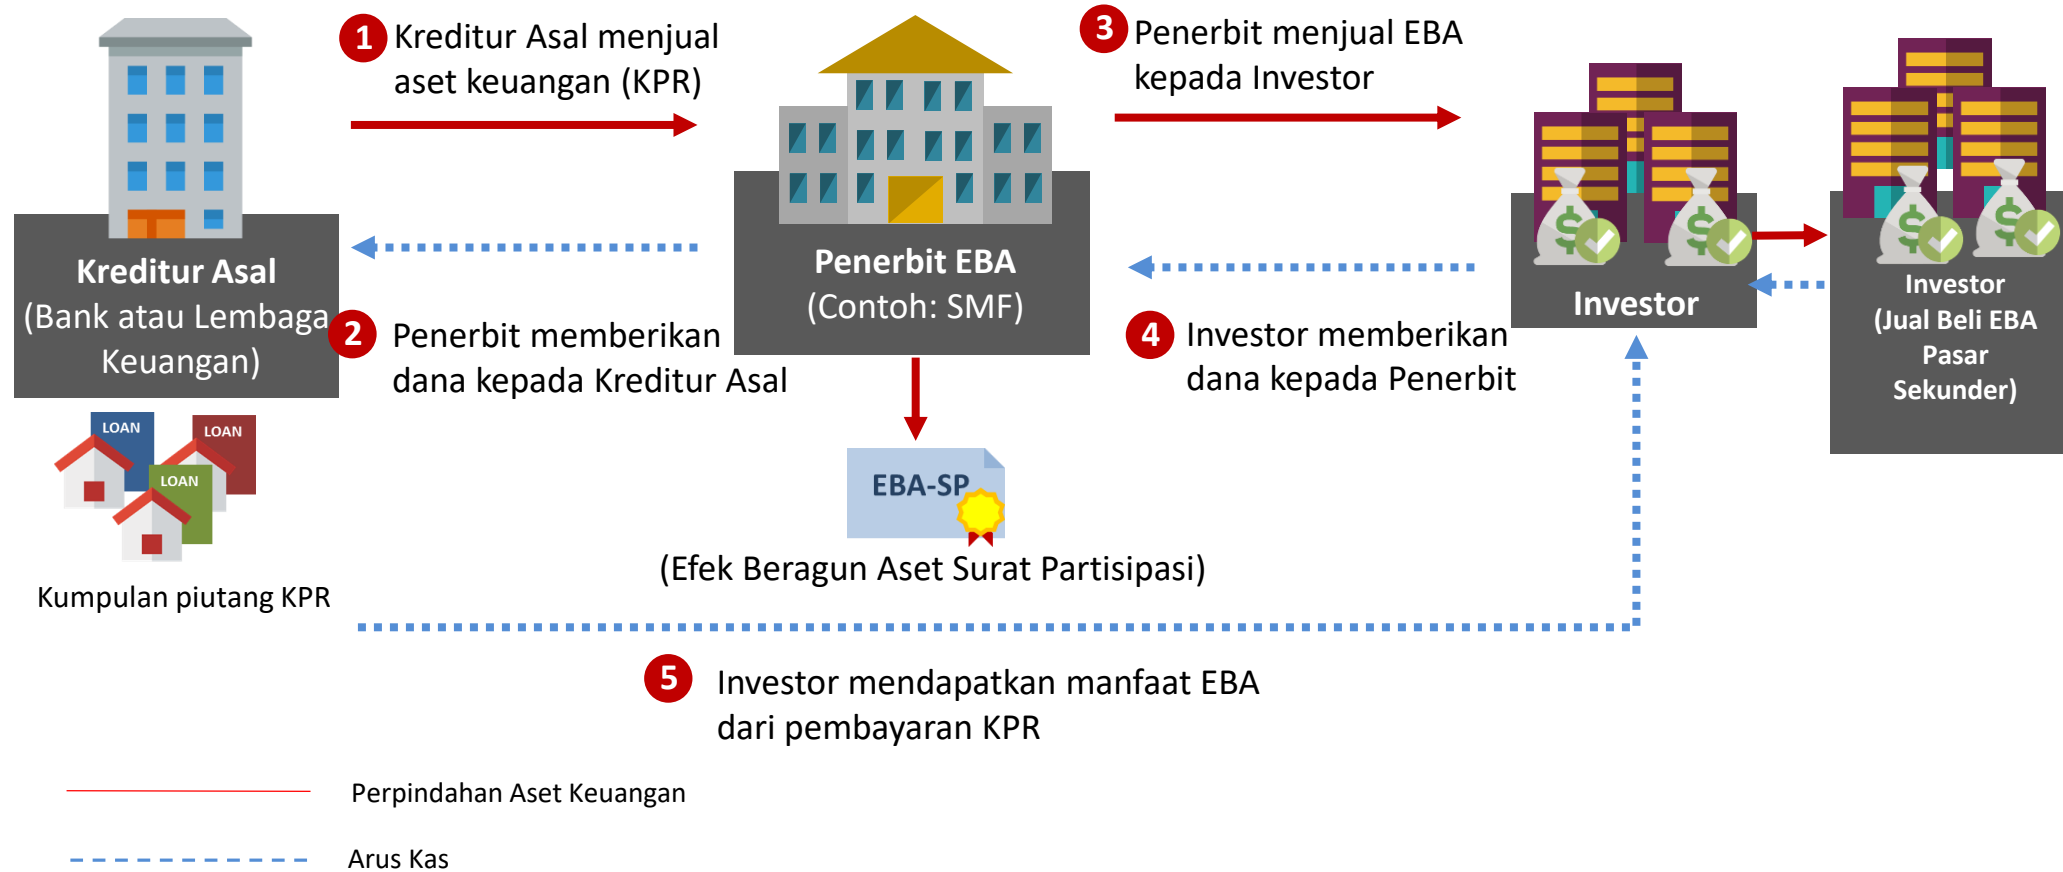 1 Kreditur Asal menjual
aset keuangan (KPR)
3 Penerbit menjual EBA
kepada Investor
Kreditur Asal
(Bank atau Lembaga
Keuangan)
2 Penerbit memberikan
dana kepada Kreditur Asal
Penerbit EBA
(Contoh: SMF)
4 Investor memberikan
dana kepada Penerbit
Investor
Investor
(Jual Beli EBA
Pasar
Sekunder)
LOAN
LOAN
LOAN
Kumpulan piutang KPR
EBA-SP
(Efek Beragun Aset Surat Partisipasi)
5 Investor mendapatkan manfaat EBA
dari pembayaran KPR
Perpindahan Aset Keuangan
Arus Kas